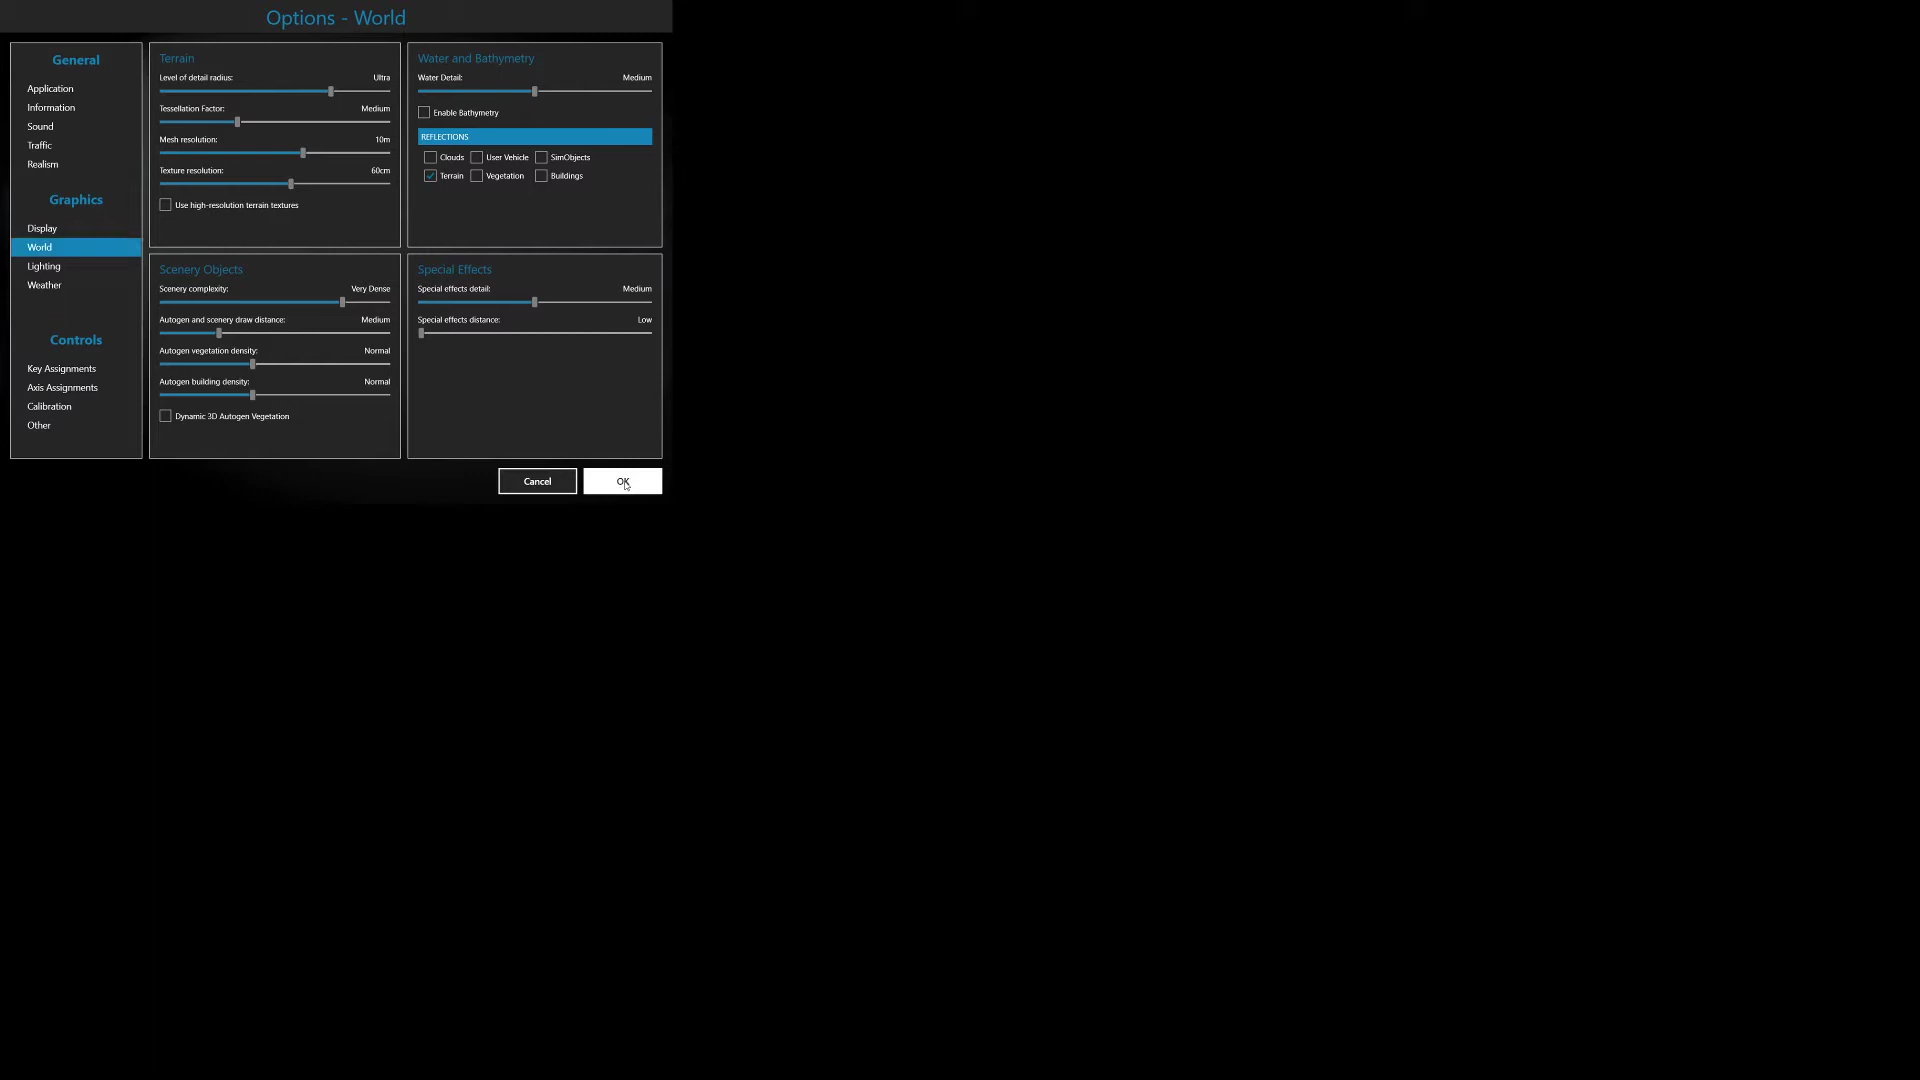 Options - World
General
Application
Information
Sound
Traffic
Realism
Graphics
Display
World
Lighting
Weather
Controls
Key Assignments
Axis Assignments
Calibration
Other
Terrain
Level of detail radius: Ultra
Tessellation Factor: Medium
Mesh resolution: 10m
Texture resolution: 60cm
Use high-resolution terrain textures
Water and Bathymetry
Water Detail: Medium
Enable Bathymetry
REFLECTIONS
Clouds User Vehicle SimObjects
Terrain Vegetation Buildings
Scenery Objects
Scenery complexity: Very Dense
Autogen and scenery draw distance: Medium
Autogen vegetation density: Normal
Autogen building density: Normal
Dynamic 3D Autogen Vegetation
Special Effects
Special effects detail: Medium
Special effects distance: Low
Cancel OK